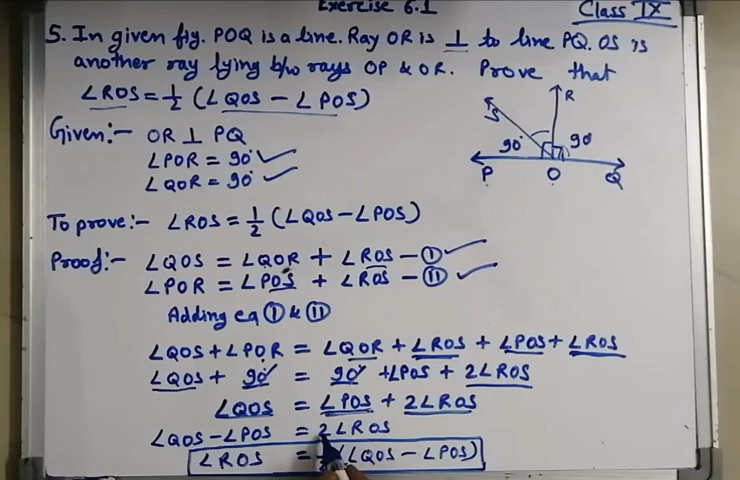 Exercise 6.1
Class IX
5. In given fig. POQ is a line. Ray OR is ⊥ to line PQ. OS is
another ray lying b/w rays OP & OR. Prove that
∠ROS = 1/2 (∠QOS - ∠POS)
R
S
90°
90°
P
O
Q
Given:- OR ⊥ PQ
∠POR = 90°
∠QOR = 90°
To prove:- ∠ROS = 1/2 (∠QOS - ∠POS)
Proof:- ∠QOS = ∠QOR + ∠ROS - Ⓘ
∠POR = ∠POS + ∠ROS - ⑪
Adding eq Ⓘ & ⑪
∠QOS + ∠POR = ∠QOR + ∠ROS + ∠POS + ∠ROS
∠QOS + 90° = 90° + ∠POS + 2∠ROS
∠QOS = ∠POS + 2∠ROS
∠QOS - ∠POS = 2∠ROS
∠ROS = (∠QOS - ∠POS)